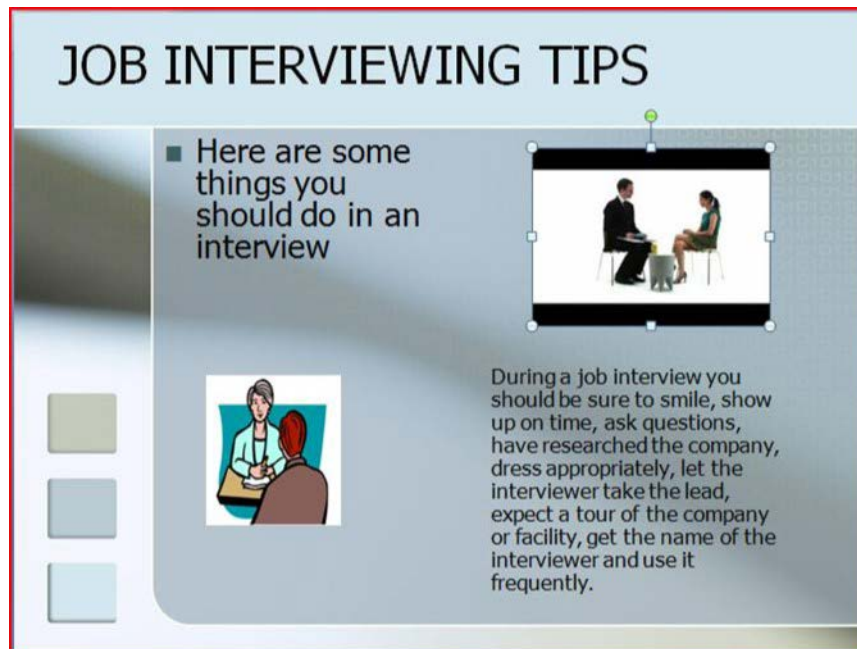 JOB INTERVIEWING TIPS
Here are some
things you
should do in an
interview
During a job interview you
should be sure to smile, show
up on time, ask questions,
have researched the company,
dress appropriately, let the
interviewer take the lead,
expect a tour of the company
or facility, get the name of the
interviewer and use it
frequently.